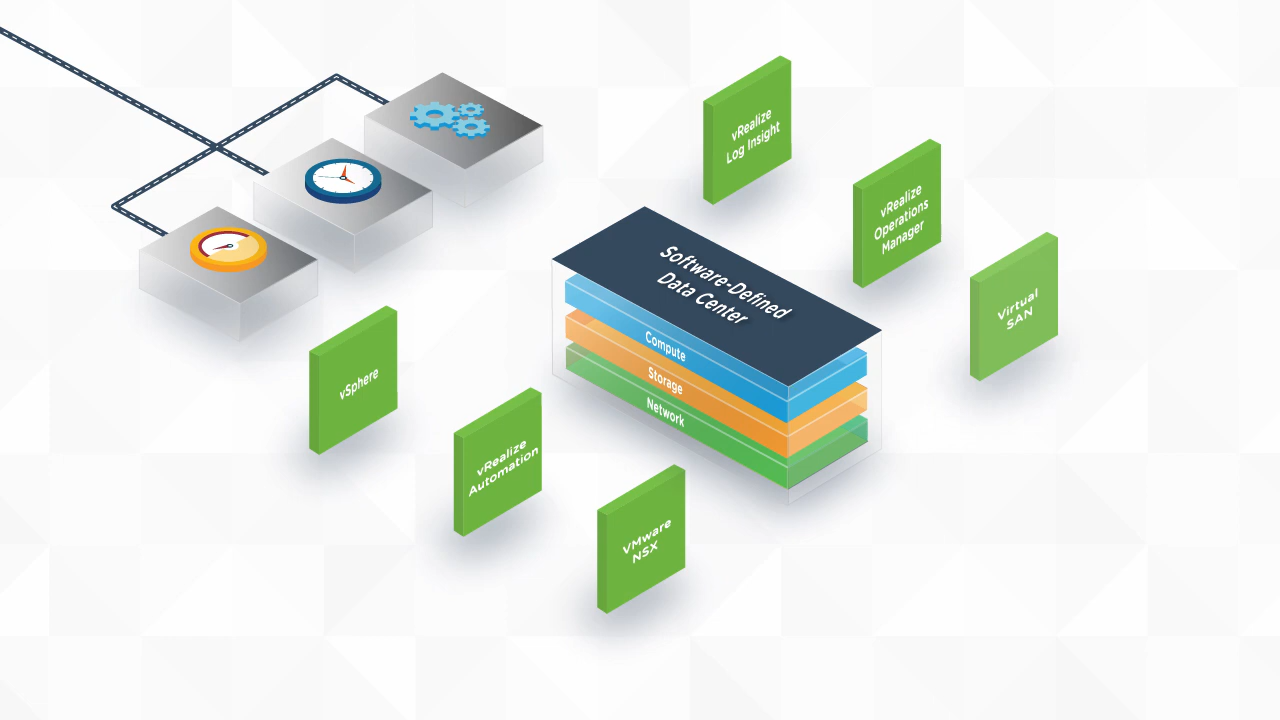 vRealize
Log Insight
vRealize
Operations
Manager
Virtual
SAN
Software-Defined
Data Center
Compute
Storage
Network
vSphere
vRealize
Automation
VMware
NSX